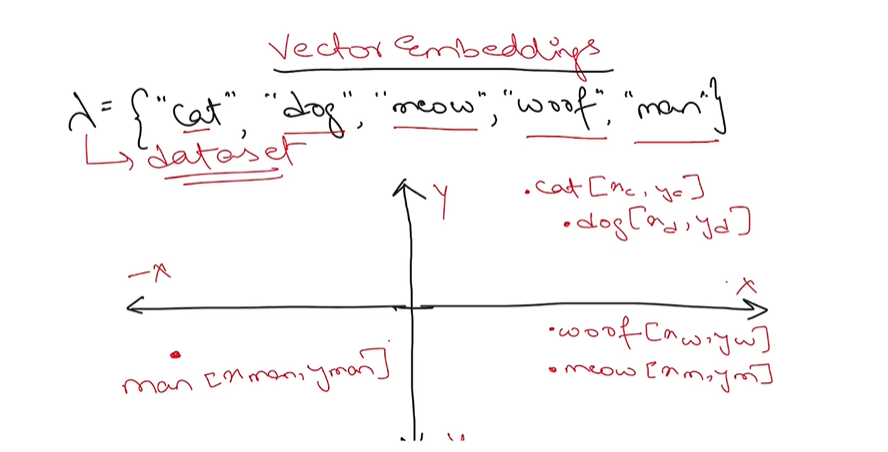 Vector Embeddings
λ = {"cat", "dog", "meow", "woof", "man"}
dataset
y
.cat[xc, yc]
.dog[xd, yd]
-x
x
.woof[xw, yw]
man [xman, yman]
.meow[xm, ym]